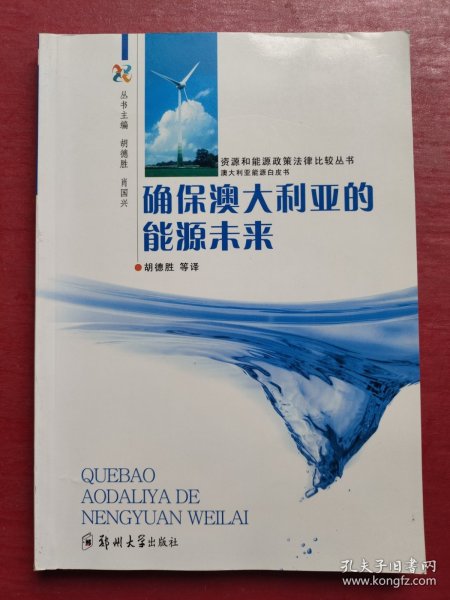 丛书主编 胡德胜 肖国兴
资源和能源政策法律比较丛书
澳大利亚能源白皮书
确保澳大利亚的
能源未来
胡德胜 等译
QUEBAO
AODALIYA DE
NENGYUAN WEILAI
郑州大学出版社
孔夫子旧书网
www.kongfz.com